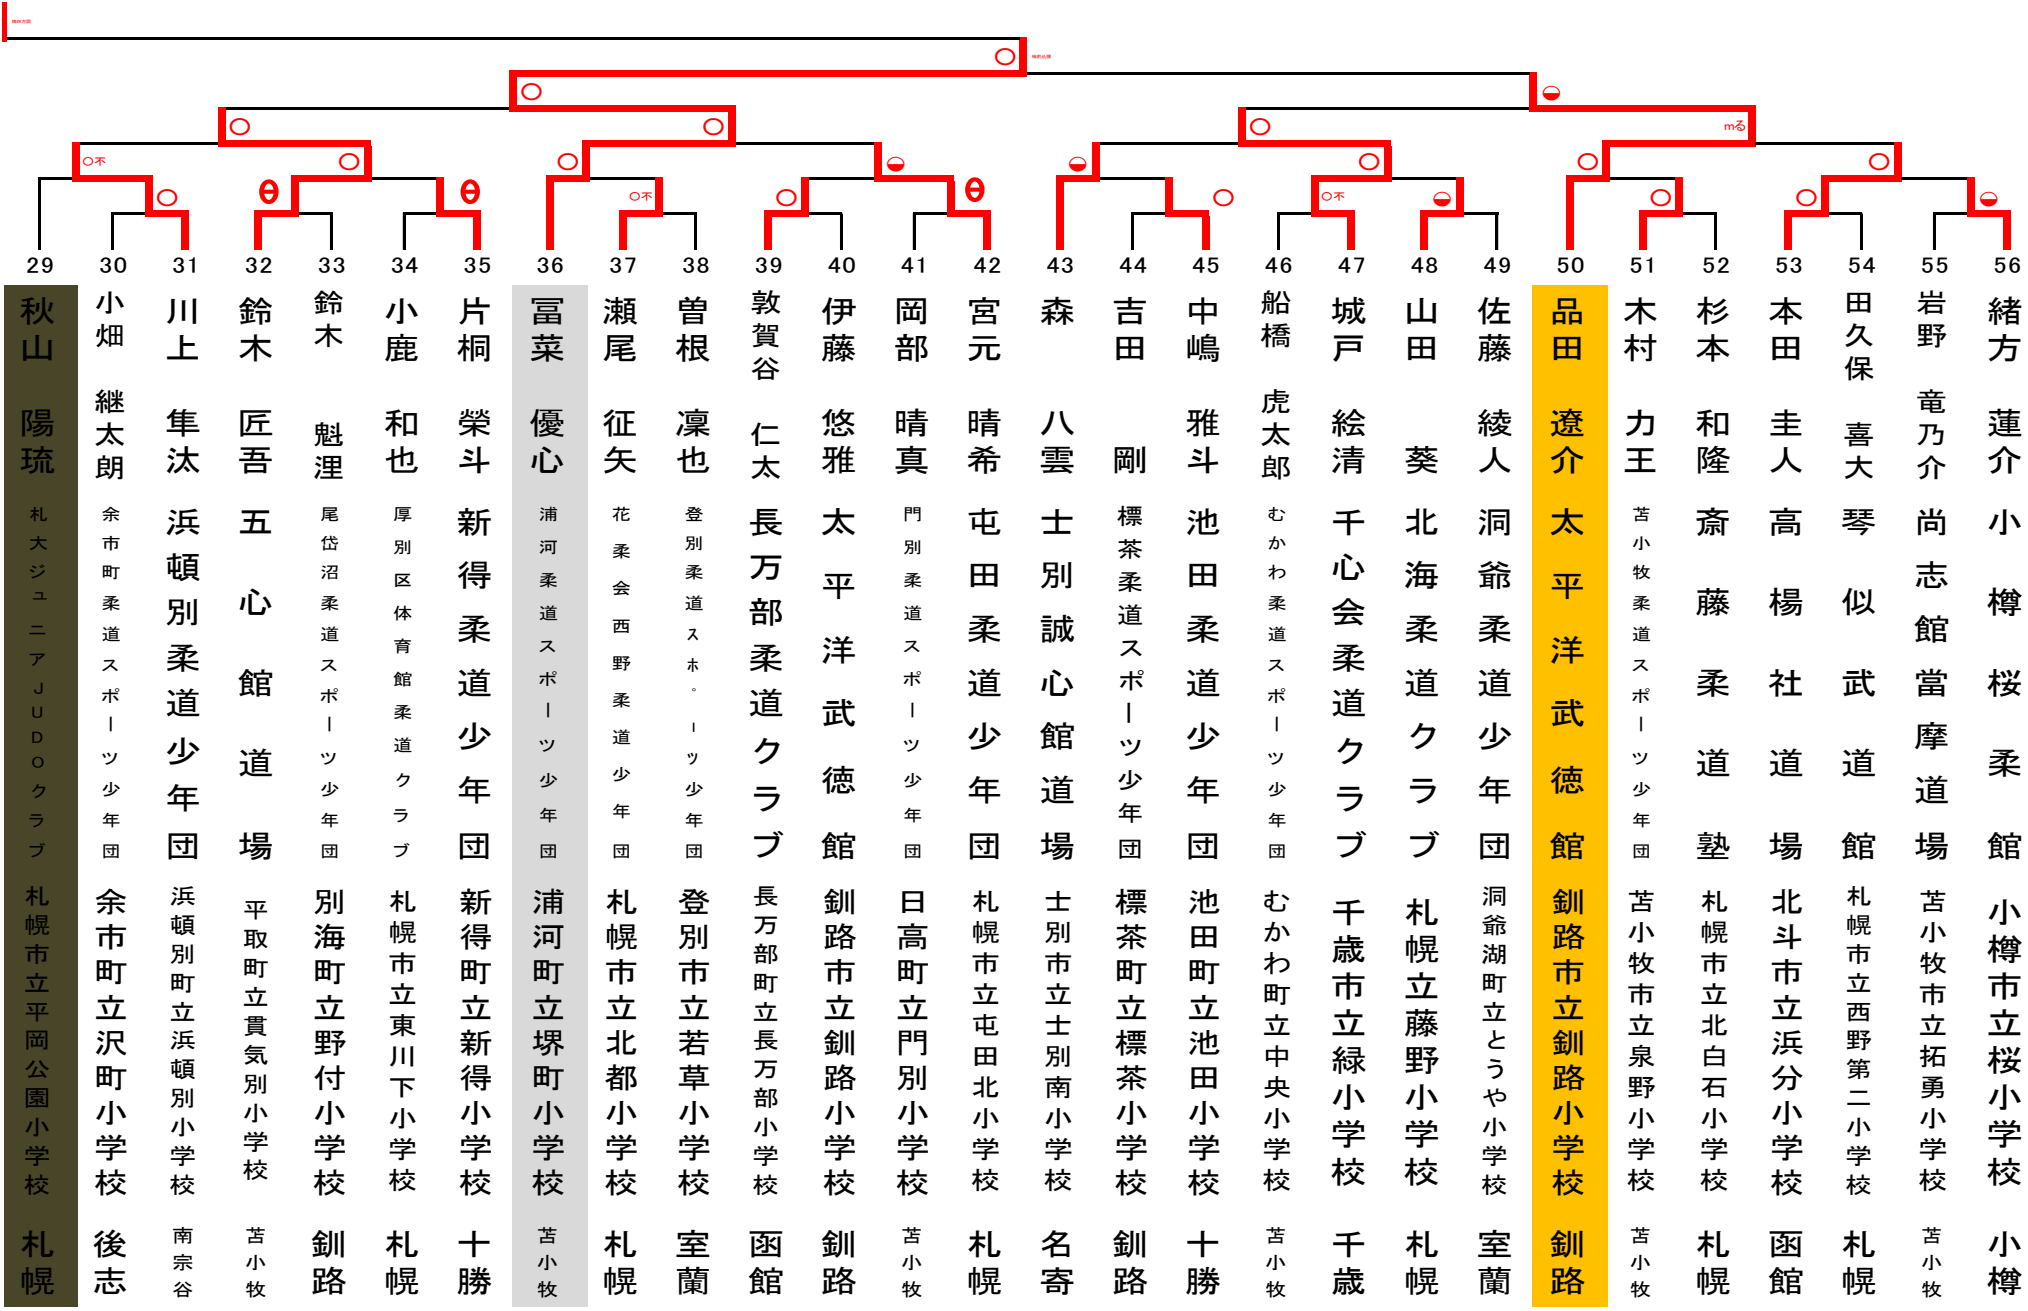 ○
○
◒
○
○
○
mる
○不
○
○
◒
◒
○
○
○
○
θ
θ
○不
○
θ
○
○不
◒
○
○
◒
29 30 31 32 33 34 35 36 37 38 39 40 41 42 43 44 45 46 47 48 49 50 51 52 53 54 55 56
秋山 陽琉 札大ジュニアJUDOクラブ 札幌市立平岡公園小学校 札幌
小畑 継太朗 余市町柔道スポーツ少年団 余市町立沢町小学校 後志
川上 隼汰 浜頓別柔道少年団 浜頓別町立浜頓別小学校 南宗谷
鈴木 匠吾 五心館道場 平取町立貫気別小学校 苫小牧
鈴木 魁浬 尾岱沼柔道スポーツ少年団 別海町立野付小学校 釧路
小鹿 和也 厚別区体育館柔道クラブ 札幌市立東川下小学校 札幌
片桐 榮斗 新得柔道少年団 新得町立新得小学校 十勝
冨菜 優心 浦河柔道スポーツ少年団 浦河町立堺町小学校 苫小牧
瀬尾 征矢 花柔会西野柔道少年団 札幌市立北都小学校 札幌
曽根 凜也 登別柔道スポーツ少年団 登別市立若草小学校 室蘭
敦賀谷 仁太 長万部柔道クラブ 長万部町立長万部小学校 函館
伊藤 悠雅 太平洋武徳館 釧路市立釧路小学校 釧路
岡部 晴真 門別柔道スポーツ少年団 日高町立門別小学校 苫小牧
宮元 晴希 屯田柔道少年団 札幌市立屯田北小学校 札幌
森 八雲 士別誠心館道場 士別市立士別南小学校 名寄
吉田 剛 標茶柔道スポーツ少年団 標茶町立標茶小学校 釧路
中嶋 雅斗 池田柔道少年団 池田町立池田小学校 十勝
船橋 虎太郎 むかわ柔道スポーツ少年団 むかわ町立中央小学校 苫小牧
城戸 絵清 千心会柔道クラブ 千歳市立緑小学校 千歳
山田 葵 北海柔道クラブ 札幌立藤野小学校 札幌
佐藤 綾人 洞爺柔道少年団 洞爺湖町立とうや小学校 室蘭
品田 遼介 太平洋武徳館 釧路市立釧路小学校 釧路
木村 力王 苫小牧柔道スポーツ少年団 苫小牧市立泉野小学校 苫小牧
杉本 和隆 斎藤柔道塾 札幌市立北白石小学校 札幌
本田 圭人 高楊社道場 北斗市立浜分小学校 函館
田久保 喜大 琴似武道館 札幌市立西野第二小学校 札幌
岩野 竜乃介 尚志館當摩道場 苫小牧市立拓勇小学校 苫小牧
緒方 蓮介 小樽桜柔館 小樽市立桜小学校 小樽